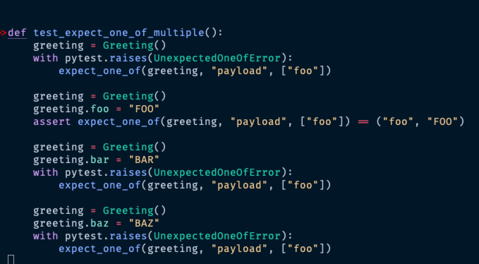 def test_expect_one_of_multiple():
    greeting = Greeting()
    with pytest.raises(UnexpectedOneOfError):
        expect_one_of(greeting, "payload", ["foo"])

    greeting = Greeting()
    greeting.foo = "FOO"
    assert expect_one_of(greeting, "payload", ["foo"]) == ("foo", "FOO")

    greeting = Greeting()
    greeting.bar = "BAR"
    with pytest.raises(UnexpectedOneOfError):
        expect_one_of(greeting, "payload", ["foo"])

    greeting = Greeting()
    greeting.baz = "BAZ"
    with pytest.raises(UnexpectedOneOfError):
        expect_one_of(greeting, "payload", ["foo"])